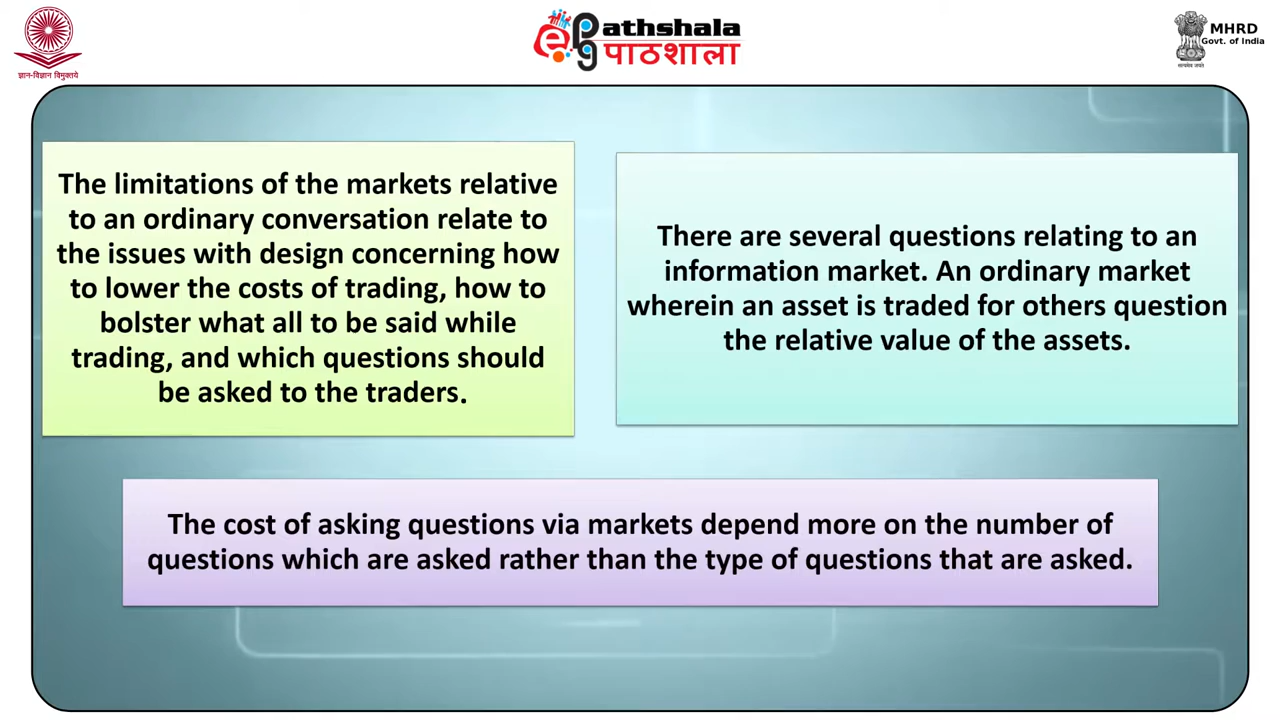 ज्ञान-विज्ञान विमुक्तये
epg
athshala
पाठशाला
MHRD
Govt. of India
सत्यमेव जयते
The limitations of the markets relative
to an ordinary conversation relate to
the issues with design concerning how
to lower the costs of trading, how to
bolster what all to be said while
trading, and which questions should
be asked to the traders.
There are several questions relating to an
information market. An ordinary market
wherein an asset is traded for others question
the relative value of the assets.
The cost of asking questions via markets depend more on the number of
questions which are asked rather than the type of questions that are asked.